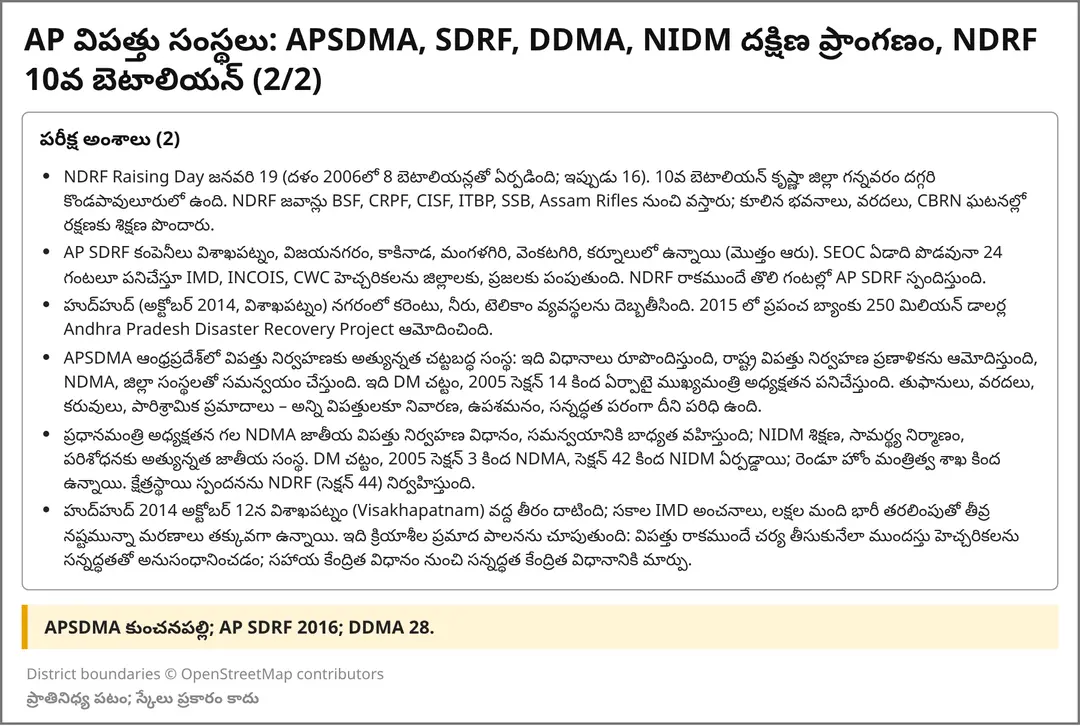 AP విపత్తు సంస్థలు: APSDMA, SDRF, DDMA, NIDM దక్షిణ ప్రాంగణం, NDRF
10వ బెటాలియన్ (2/2)
పరీక్ష అంశాలు (2)
• NDRF Raising Day జనవరి 19 (దళం 2006లో 8 బెటాలియన్లతో ఏర్పడింది; ఇప్పుడు 16). 10వ బెటాలియన్ కృష్ణా జిల్లా గన్నవరం దగ్గరి
కొండపావులూరులో ఉంది. NDRF జవాన్లు BSF, CRPF, CISF, ITBP, SSB, Assam Rifles నుంచి వస్తారు; కూలిన భవనాలు, వరదలు, CBRN ఘటనల్లో
రక్షణకు శిక్షణ పొందారు.
• AP SDRF కంపెనీలు విశాఖపట్నం, విజయనగరం, కాకినాడ, మంగళగిరి, వెంకటగిరి, కర్నూలులో ఉన్నాయి (మొత్తం ఆరు). SEOC ఏడాది పొడవునా 24
గంటలూ పనిచేస్తూ IMD, INCOIS, CWC హెచ్చరికలను జిల్లాలకు, ప్రజలకు పంపుతుంది. NDRF రాకముందే తొలి గంటల్లో AP SDRF స్పందిస్తుంది.
• హుద్‌హుద్ (అక్టోబర్ 2014, విశాఖపట్నం) నగరంలో కరెంటు, నీరు, టెలికాం వ్యవస్థలను దెబ్బతీసింది. 2015 లో ప్రపంచ బ్యాంకు 250 మిలియన్ డాలర్ల
Andhra Pradesh Disaster Recovery Project ఆమోదించింది.
• APSDMA ఆంధ్రప్రదేశ్‌లో విపత్తు నిర్వహణకు అత్యున్నత చట్టబద్ధ సంస్థ: ఇది విధానాలు రూపొందిస్తుంది, రాష్ట్ర విపత్తు నిర్వహణ ప్రణాళికను ఆమోదిస్తుంది,
NDMA, జిల్లా సంస్థలతో సమన్వయం చేస్తుంది. ఇది DM చట్టం, 2005 సెక్షన్ 14 కింద ఏర్పాటై ముఖ్యమంత్రి అధ్యక్షతన పనిచేస్తుంది. తుఫానులు, వరదలు,
కరువులు, పారిశ్రామిక ప్రమాదాలు – అన్ని విపత్తులకూ నివారణ, ఉపశమనం, సన్నద్ధత పరంగా దీని పరిధి ఉంది.
• ప్రధానమంత్రి అధ్యక్షతన గల NDMA జాతీయ విపత్తు నిర్వహణ విధానం, సమన్వయానికి బాధ్యత వహిస్తుంది; NIDM శిక్షణ, సామర్థ్య నిర్మాణం,
పరిశోధనకు అత్యున్నత జాతీయ సంస్థ. DM చట్టం, 2005 సెక్షన్ 3 కింద NDMA, సెక్షన్ 42 కింద NIDM ఏర్పడ్డాయి; రెండూ హోం మంత్రిత్వ శాఖ కింద
ఉన్నాయి. క్షేత్రస్థాయి స్పందనను NDRF (సెక్షన్ 44) నిర్వహిస్తుంది.
• హుద్‌హుద్ 2014 అక్టోబర్ 12న విశాఖపట్నం (Visakhapatnam) వద్ద తీరం దాటింది; సకాల IMD అంచనాలు, లక్షల మంది భారీ తరలింపుతో తీవ్ర
నష్టమున్నా మరణాలు తక్కువగా ఉన్నాయి. ఇది క్రియాశీల ప్రమాద పాలనను చూపుతుంది: విపత్తు రాకముందే చర్య తీసుకునేలా ముందస్తు హెచ్చరికలను
సన్నద్ధతతో అనుసంధానించడం; సహాయ కేంద్రిత విధానం నుంచి సన్నద్ధత కేంద్రిత విధానానికి మార్పు.
APSDMA కుంచనపల్లి; AP SDRF 2016; DDMA 28.
District boundaries © OpenStreetMap contributors
ప్రాతినిధ్య పటం; స్కేలు ప్రకారం కాదు